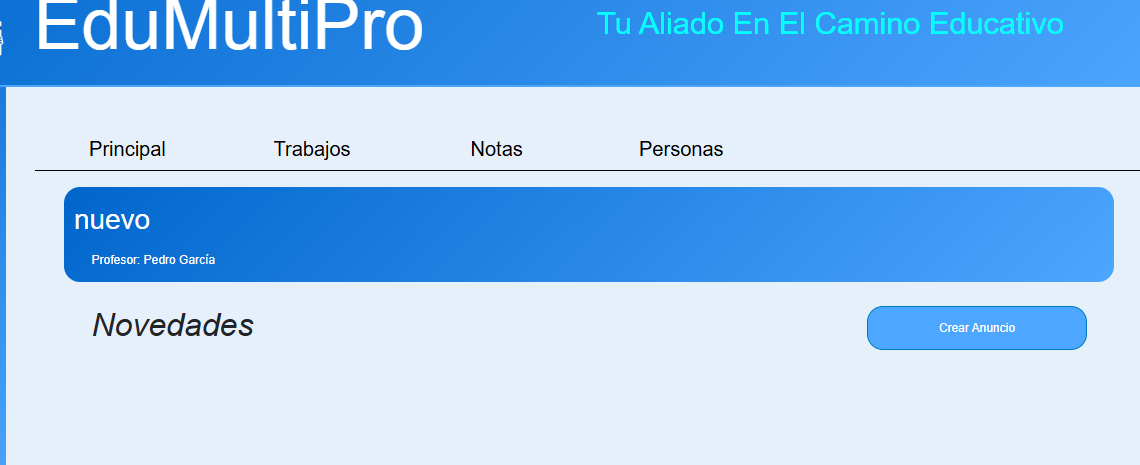 EduMultiPro
Tu Aliado En El Camino Educativo
Principal Trabajos Notas Personas
nuevo
Profesor: Pedro García
Novedades
Crear Anuncio